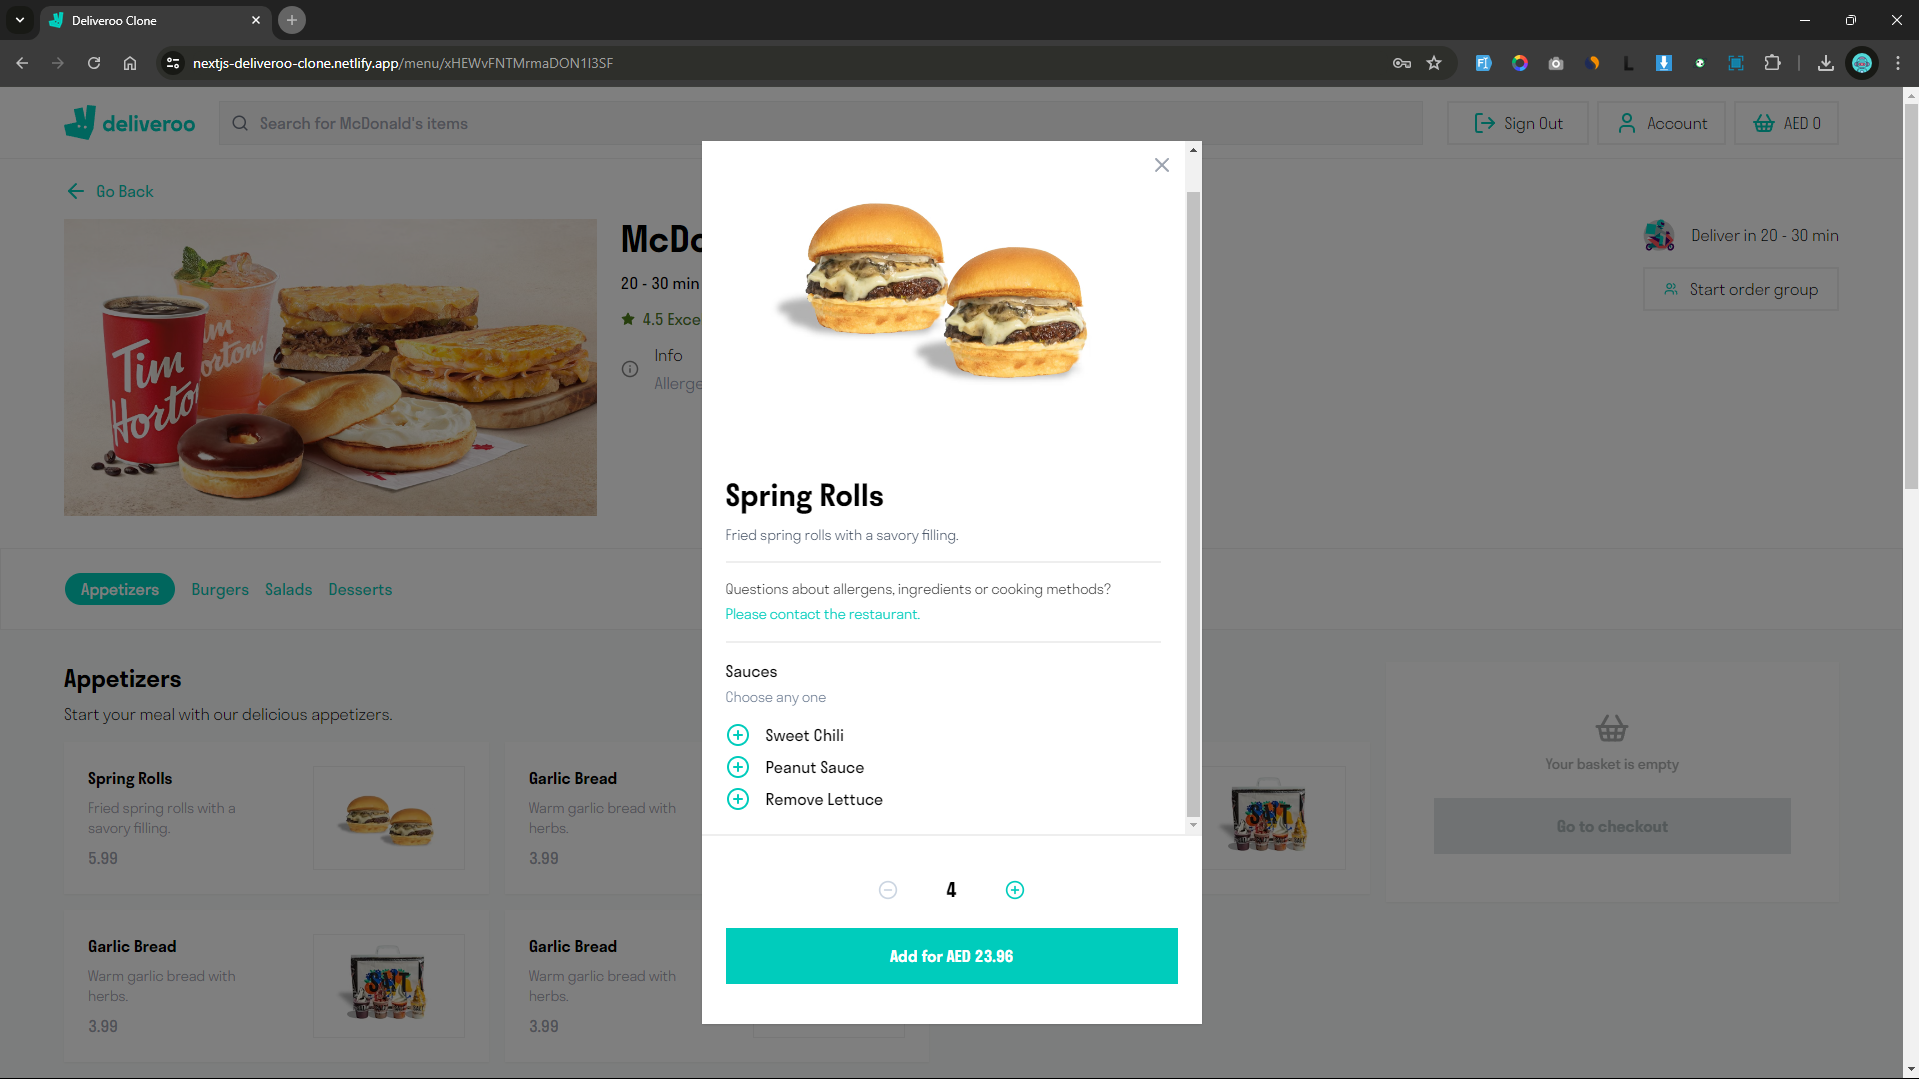 Deliveroo Clone
nextjs-deliveroo-clone.netlify.app/menu/xHEWvFNTMrmaDON1I3SF
deliveroo
Search for McDonald's items
Sign Out
Account
AED 0
Go Back
Tim
Hortons
McDo
20 - 30 min
4.5 Exce
Info
Allerge
Deliver in 20 - 30 min
Start order group
Spring Rolls
Fried spring rolls with a savory filling.
Questions about allergens, ingredients or cooking methods?
Please contact the restaurant.
Sauces
Choose any one
Sweet Chili
Peanut Sauce
Remove Lettuce
4
Add for AED 23.96
Appetizers
Burgers
Salads
Desserts
Appetizers
Start your meal with our delicious appetizers.
Spring Rolls
Fried spring rolls with a
savory filling.
5.99
Garlic Bread
Warm garlic bread with
herbs.
3.99
Garlic Bread
Warm garlic bread with
herbs.
3.99
Garlic Bread
Warm garlic bread with
herbs.
3.99
Your basket is empty
Go to checkout